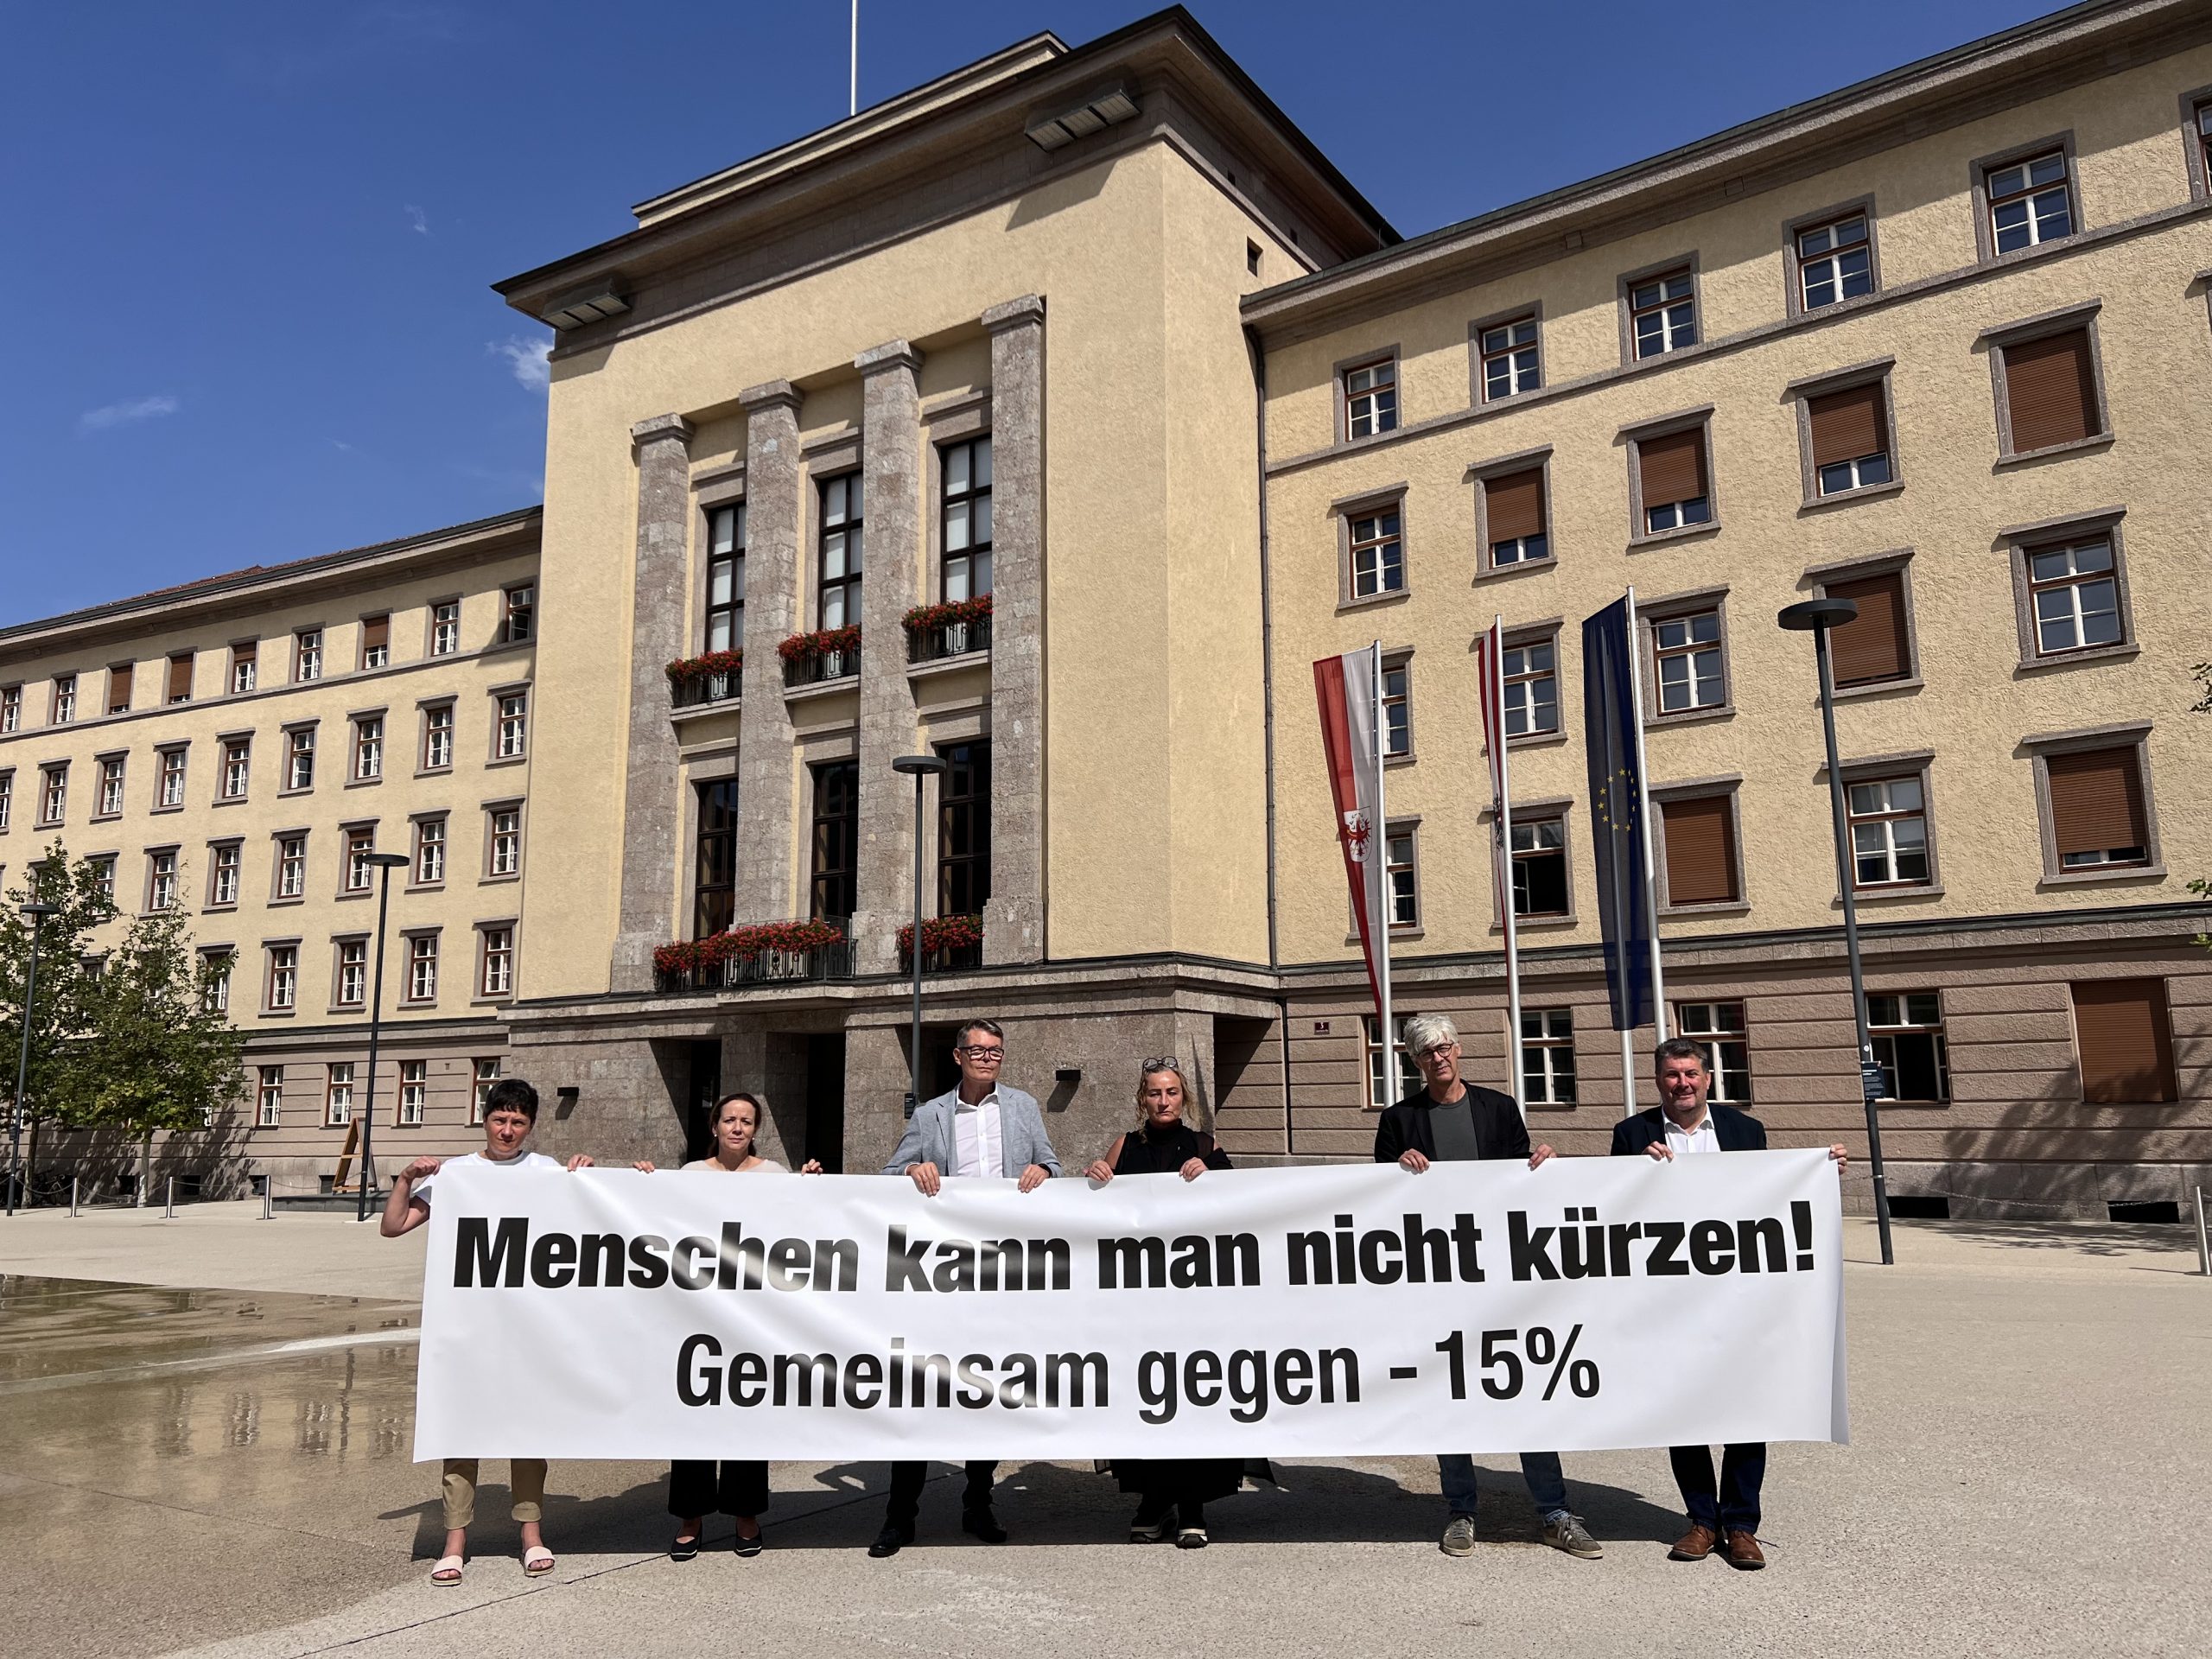 Menschen kann man nicht kürzen!
Gemeinsam gegen - 15%